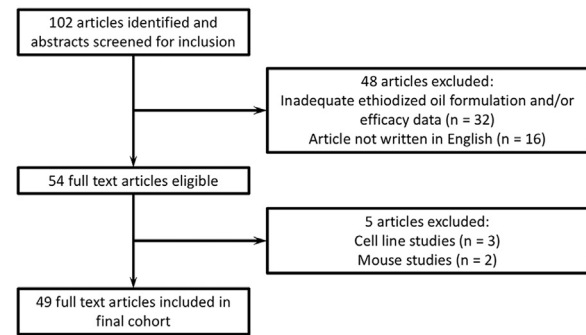 102 articles identified and
abstracts screened for inclusion
48 articles excluded:
Inadequate ethiodized oil formulation and/or
efficacy data (n = 32)
Article not written in English (n = 16)
54 full text articles eligible
5 articles excluded:
Cell line studies (n = 3)
Mouse studies (n = 2)
49 full text articles included in
final cohort